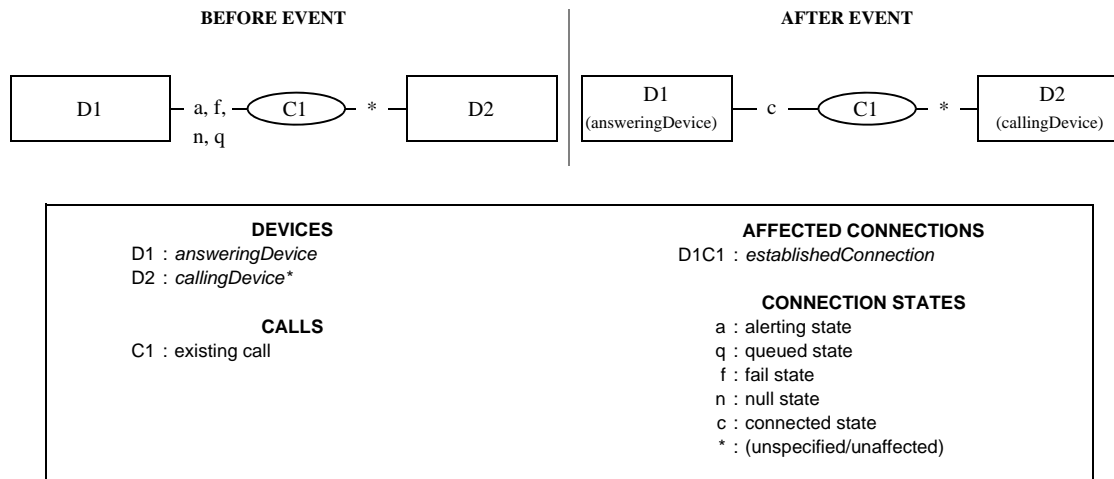 BEFORE EVENT
AFTER EVENT
D1
a, f,
n, q
C1
*
D2
D1
(answeringDevice)
c
C1
*
D2
(callingDevice)
DEVICES
D1 : answeringDevice
D2 : callingDevice*
CALLS
C1 : existing call
AFFECTED CONNECTIONS
D1C1 : establishedConnection
CONNECTION STATES
a : alerting state
q : queued state
f : fail state
n : null state
c : connected state
* : (unspecified/unaffected)